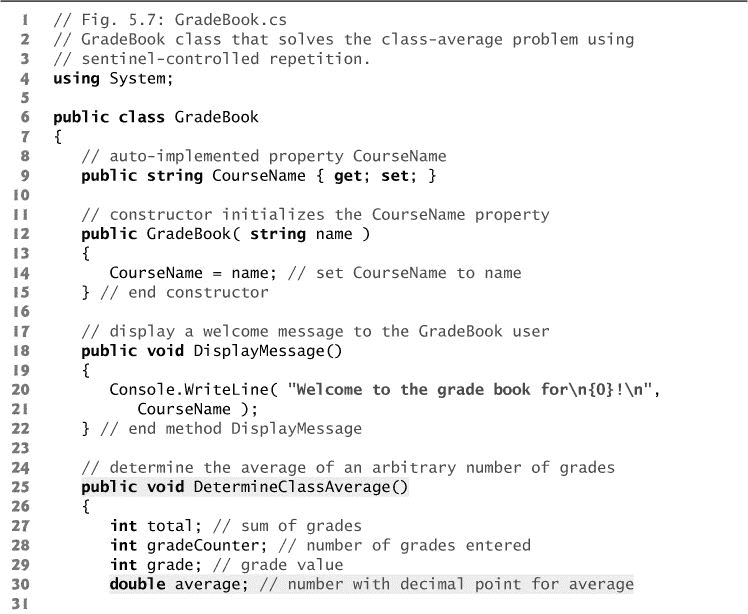 1 // Fig. 5.7: GradeBook.cs
2 // GradeBook class that solves the class-average problem using
3 // sentinel-controlled repetition.
4 using System;
5
6 public class GradeBook
7 {
8 // auto-implemented property CourseName
9 public string CourseName { get; set; }
10
11 // constructor initializes the CourseName property
12 public GradeBook( string name )
13 {
14 CourseName = name; // set CourseName to name
15 } // end constructor
16
17 // display a welcome message to the GradeBook user
18 public void DisplayMessage()
19 {
20 Console.WriteLine( "Welcome to the grade book for\n{0}!\n",
21 CourseName );
22 } // end method DisplayMessage
23
24 // determine the average of an arbitrary number of grades
25 public void DetermineClassAverage()
26 {
27 int total; // sum of grades
28 int gradeCounter; // number of grades entered
29 int grade; // grade value
30 double average; // number with decimal point for average
31